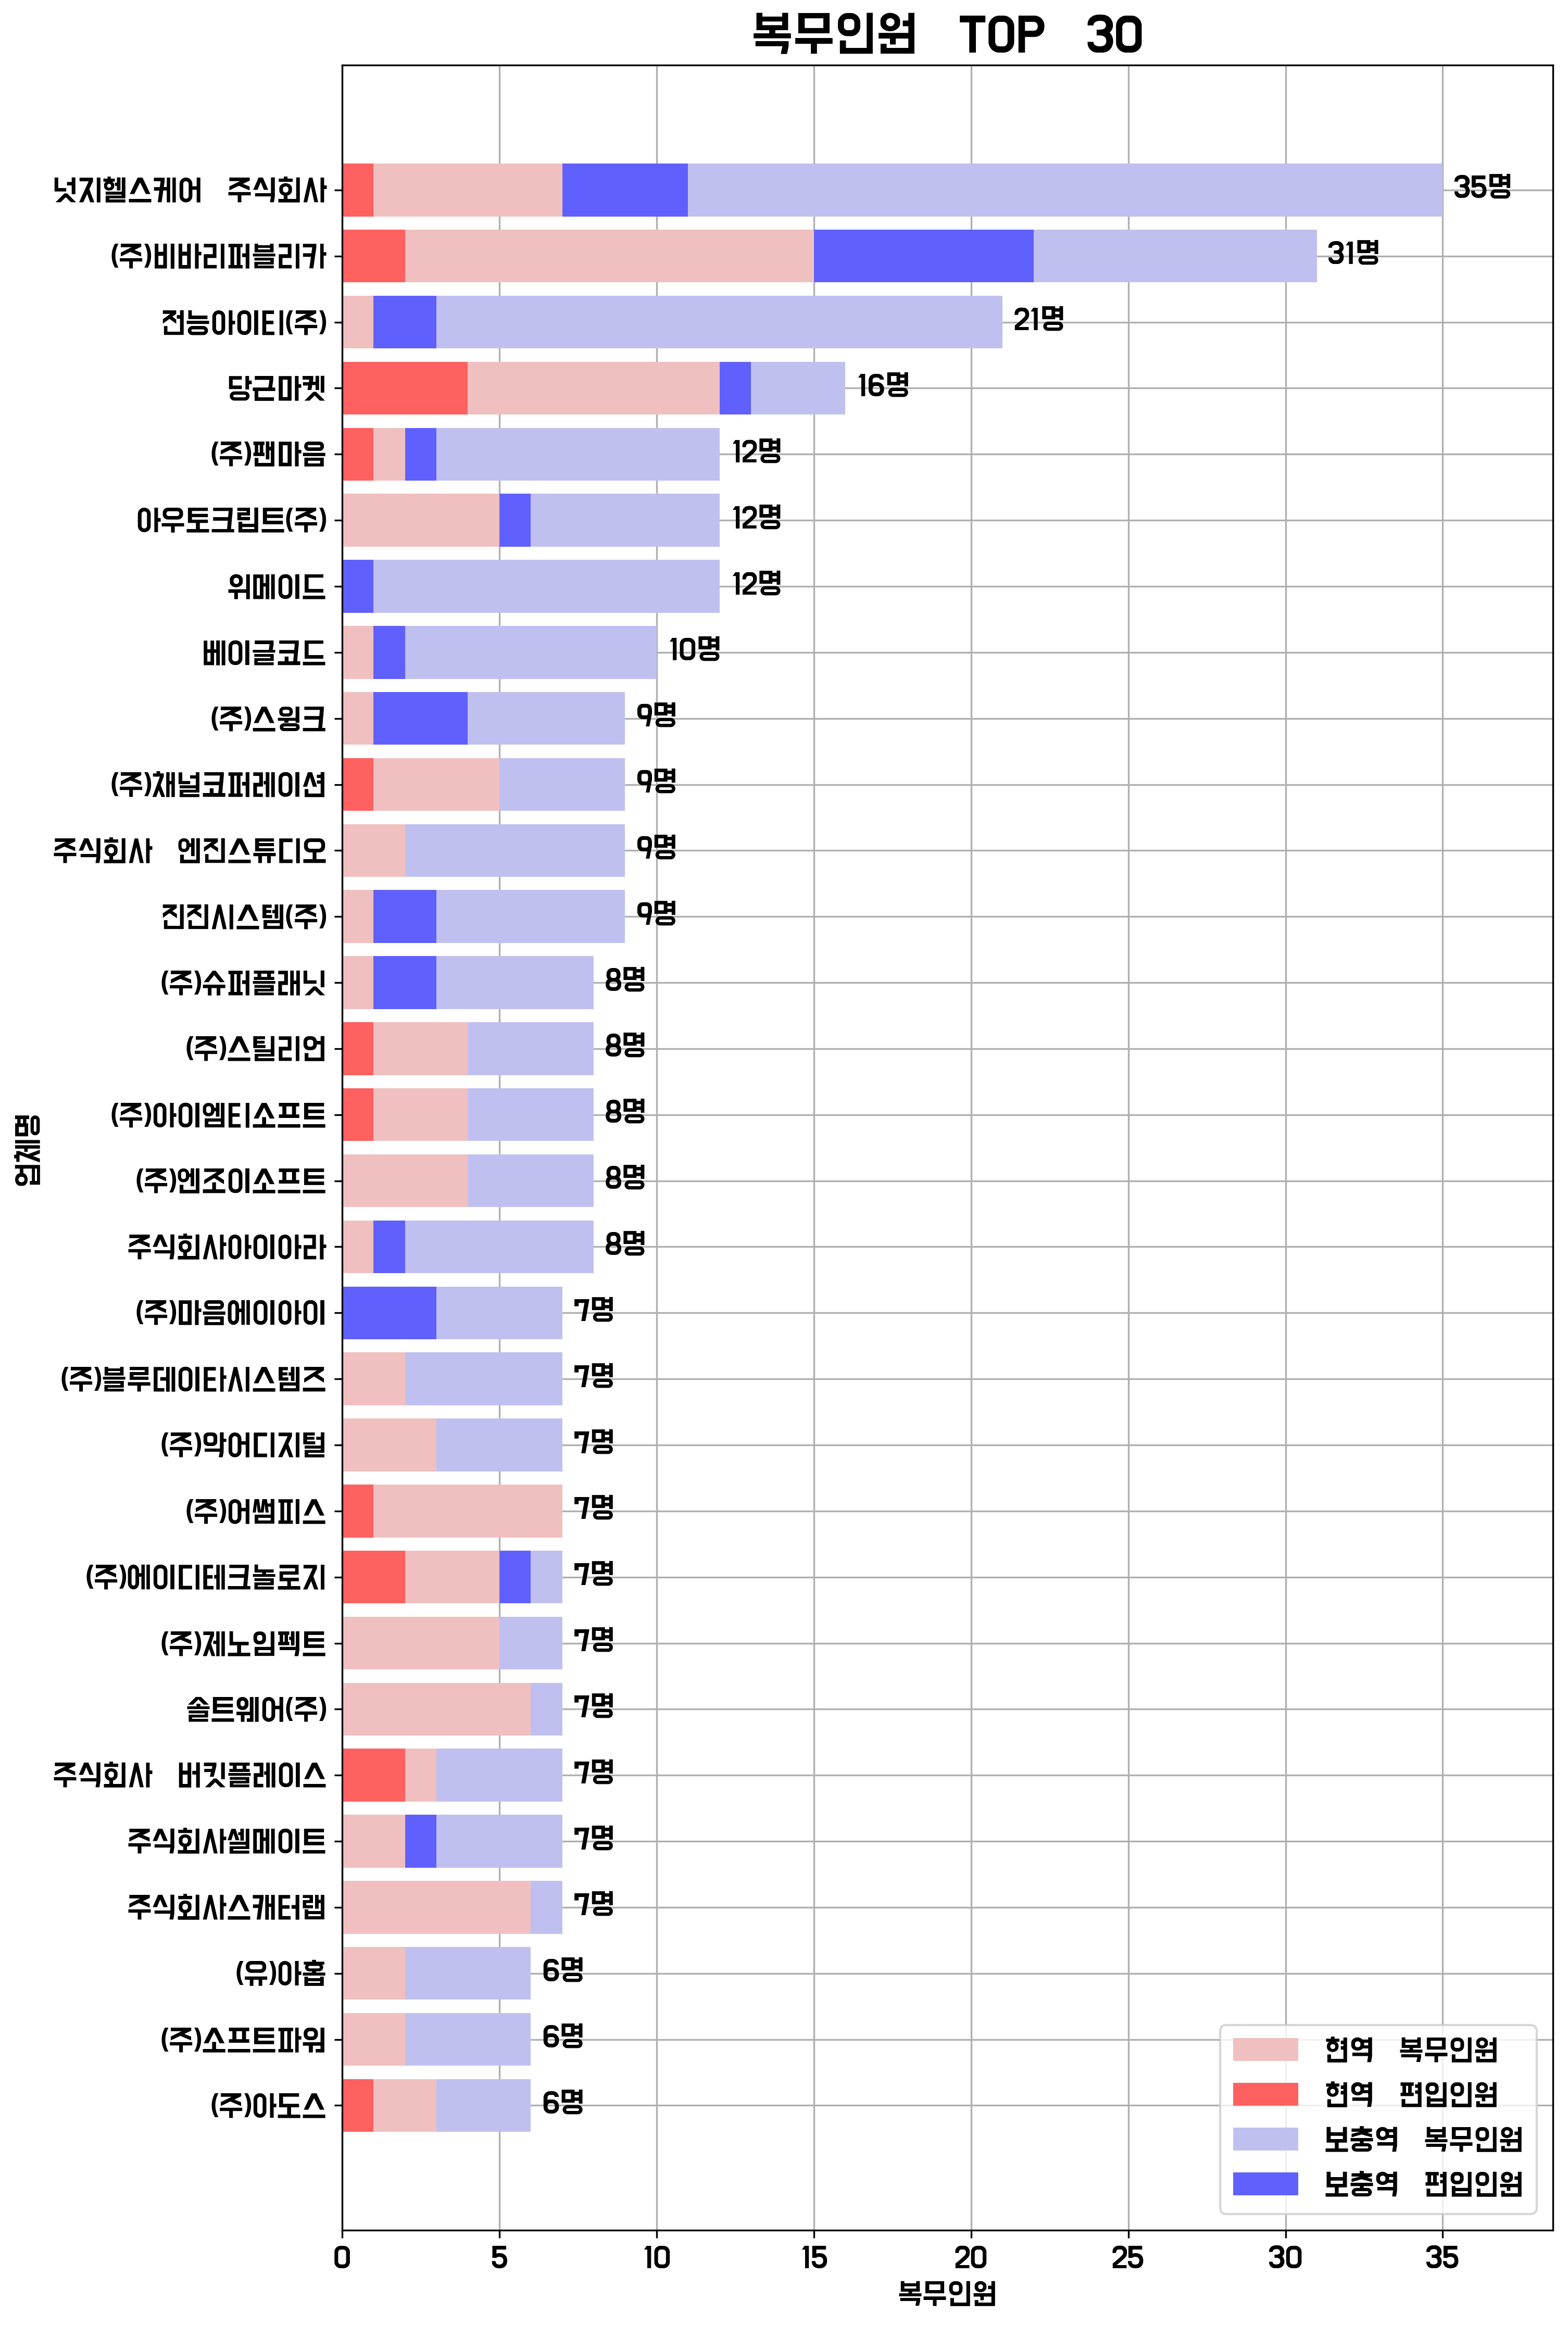 복무인원 TOP 30
넛지헬스케어 주식회사 35명
(주)비바리퍼블리카 31명
전능아이티(주) 21명
당근마켓 16명
(주)팬마음 12명
아우토크립트(주) 12명
위메이드 12명
베이글코드 10명
(주)스윙크 9명
(주)채널코퍼레이션 9명
주식회사 엔진스튜디오 9명
진진시스템(주) 9명
(주)슈퍼플래닛 8명
(주)스틸리언 8명
(주)아이엠티소프트 8명
(주)엔조이소프트 8명
주식회사아이아라 8명
(주)마음에이아이 7명
(주)블루데이타시스템즈 7명
(주)악어디지털 7명
(주)어썸피스 7명
(주)에이디테크놀로지 7명
(주)제노임펙트 7명
솔트웨어(주) 7명
주식회사 버킷플레이스 7명
주식회사셀메이트 7명
주식회사스캐터랩 7명
(유)아홉 6명
(주)소프트파워 6명
(주)아도스 6명
업체명
현역 복무인원
현역 편입인원
보충역 복무인원
보충역 편입인원
0 5 10 15 20 25 30 35
복무인원